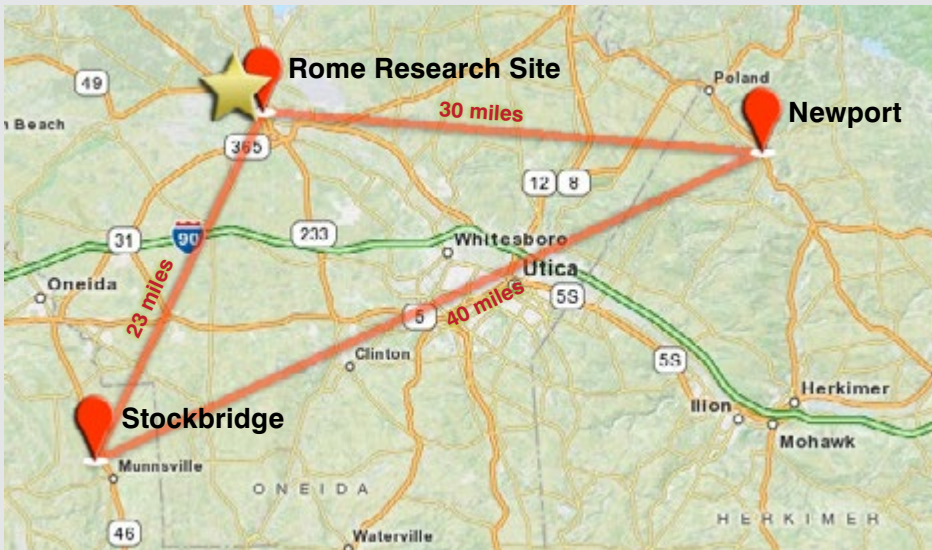 Rome Research Site
Poland
49
30 miles
Newport
n Beach
365
12
8
31
90
233
Whitesboro
Oneida
Utica
23 miles
40 miles
5S
5
Clinton
5S
Herkimer
Ilion
Stockbridge
Mohawk
Munnsville
ONEIDA
HERKIMER
46
Waterville